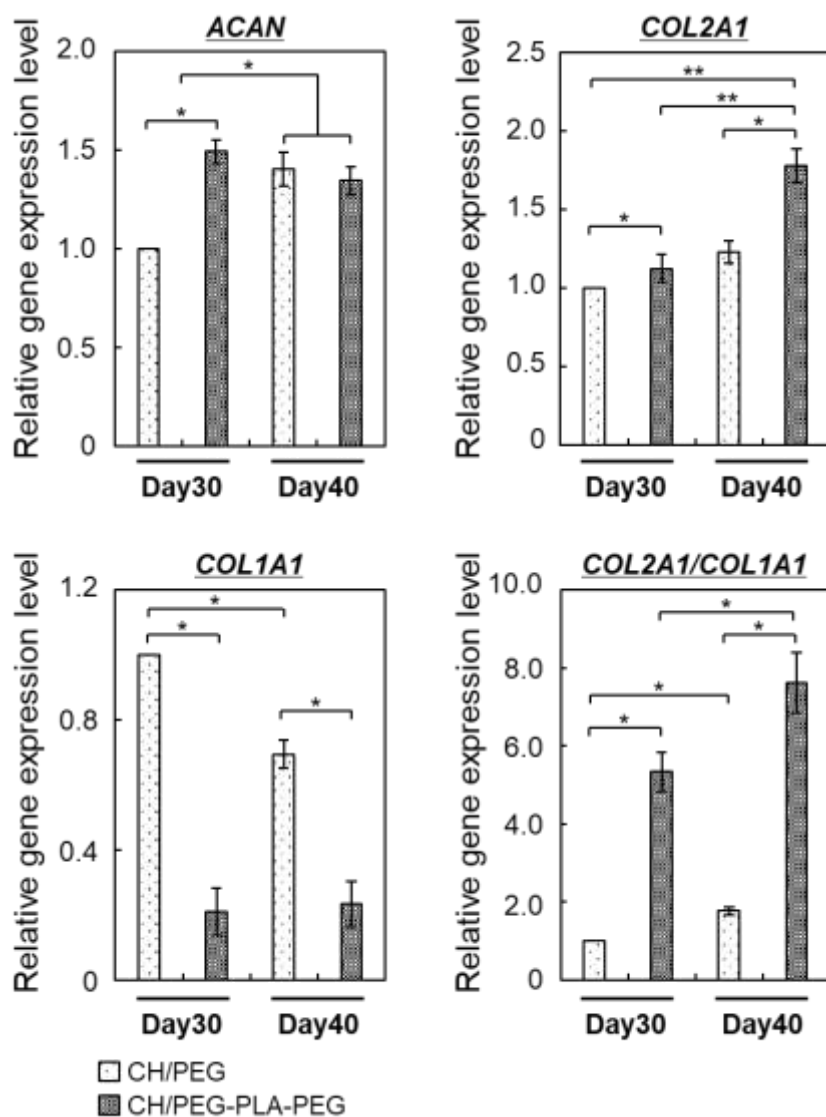 ACAN
Relative gene expression level
2.0
1.5
1.0
0.5
0
*
*
Day30
Day40
COL2A1
Relative gene expression level
2.5
2.0
1.5
1.0
0.5
0
**
**
*
*
Day30
Day40
COL1A1
Relative gene expression level
1.2
0.8
0.4
0
*
*
*
Day30
Day40
COL2A1/COL1A1
Relative gene expression level
10.0
8.0
6.0
4.0
2.0
0
*
*
*
*
Day30
Day40
CH/PEG
CH/PEG-PLA-PEG